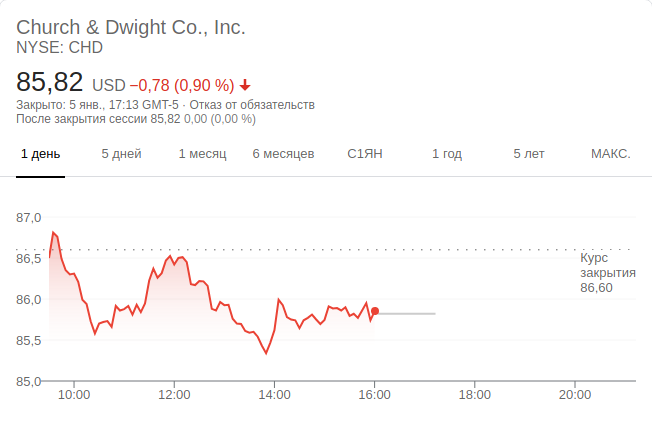 Church & Dwight Co., Inc.
NYSE: CHD
85,82 USD −0,78 (0,90 %)
Закрыто: 5 янв., 17:13 GMT-5 · Отказ от обязательств
После закрытия сессии 85,82 0,00 (0,00 %)
1 день 5 дней 1 месяц 6 месяцев С1ЯН 1 год 5 лет МАКС.
87,0
86,5
86,0
85,5
85,0
Курс
закрытия
86,60
10:00 12:00 14:00 16:00 18:00 20:00